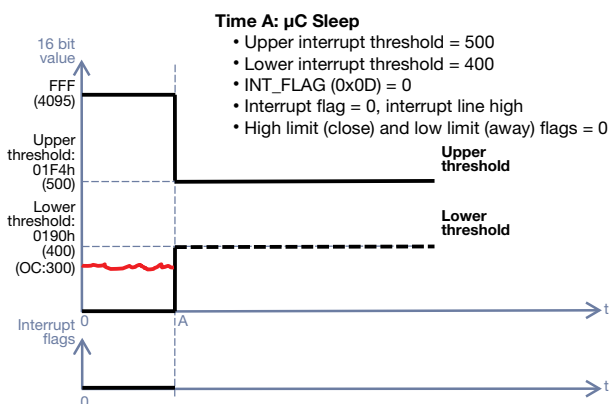 Time A: µC Sleep
• Upper interrupt threshold = 500
• Lower interrupt threshold = 400
• INT_FLAG (0x0D) = 0
• Interrupt flag = 0, interrupt line high
• High limit (close) and low limit (away) flags = 0
16 bit
value
FFF
(4095)
Upper
threshold:
01F4h
(500)
Upper
threshold
Lower
threshold:
0190h
(400)
(OC:300)
Lower
threshold
t
0
A
Interrupt
flags
t
0